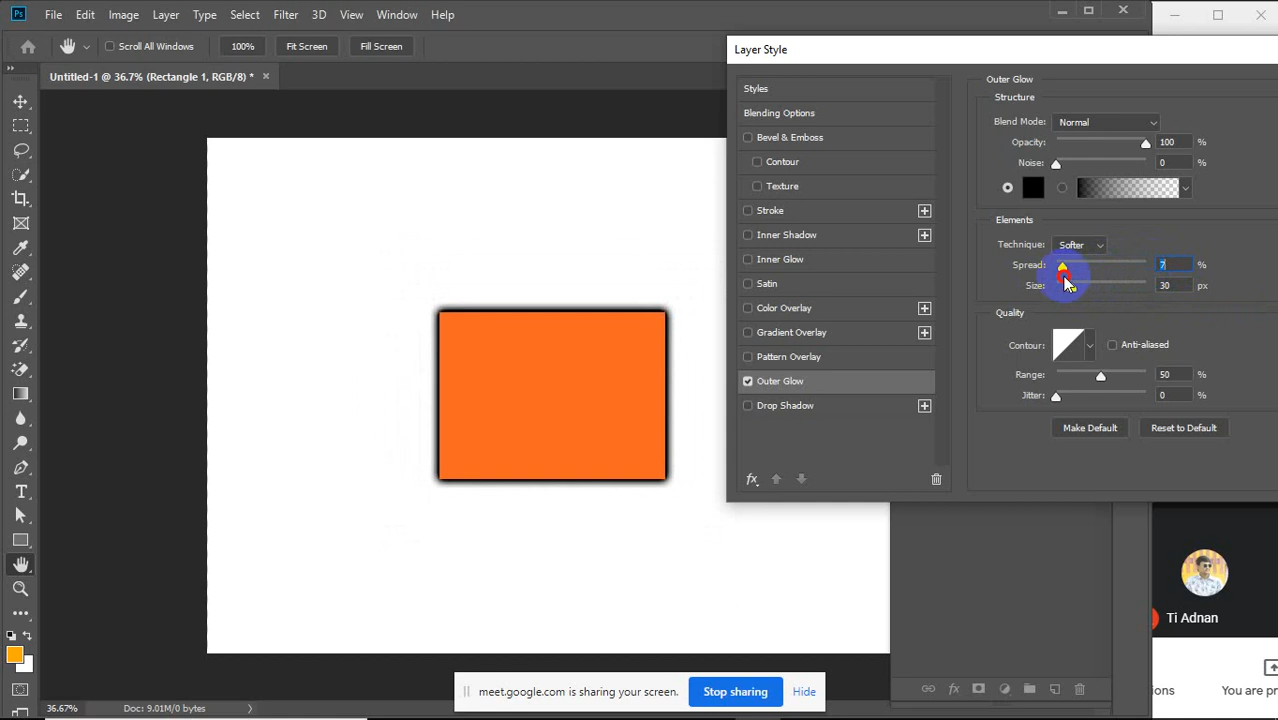 Ps File Edit Image Layer Type Select Filter 3D View Window Help
Scroll All Windows 100% Fit Screen Fill Screen
Untitled-1 @ 36.7% (Rectangle 1, RGB/8) *
Layer Style
Styles
Blending Options
Bevel & Emboss
Contour
Texture
Stroke
Inner Shadow
Inner Glow
Satin
Color Overlay
Gradient Overlay
Pattern Overlay
Outer Glow
Drop Shadow
fx
Outer Glow
Structure
Blend Mode: Normal
Opacity: 100 %
Noise: 0 %
Elements
Technique: Softer
Spread: 7 %
Size: 30 px
Quality
Contour: Anti-aliased
Range: 50 %
Jitter: 0 %
Make Default Reset to Default
Ti Adnan
meet.google.com is sharing your screen. Stop sharing Hide
fx
ions You are pr
36.67% Doc: 9.01M/0 bytes